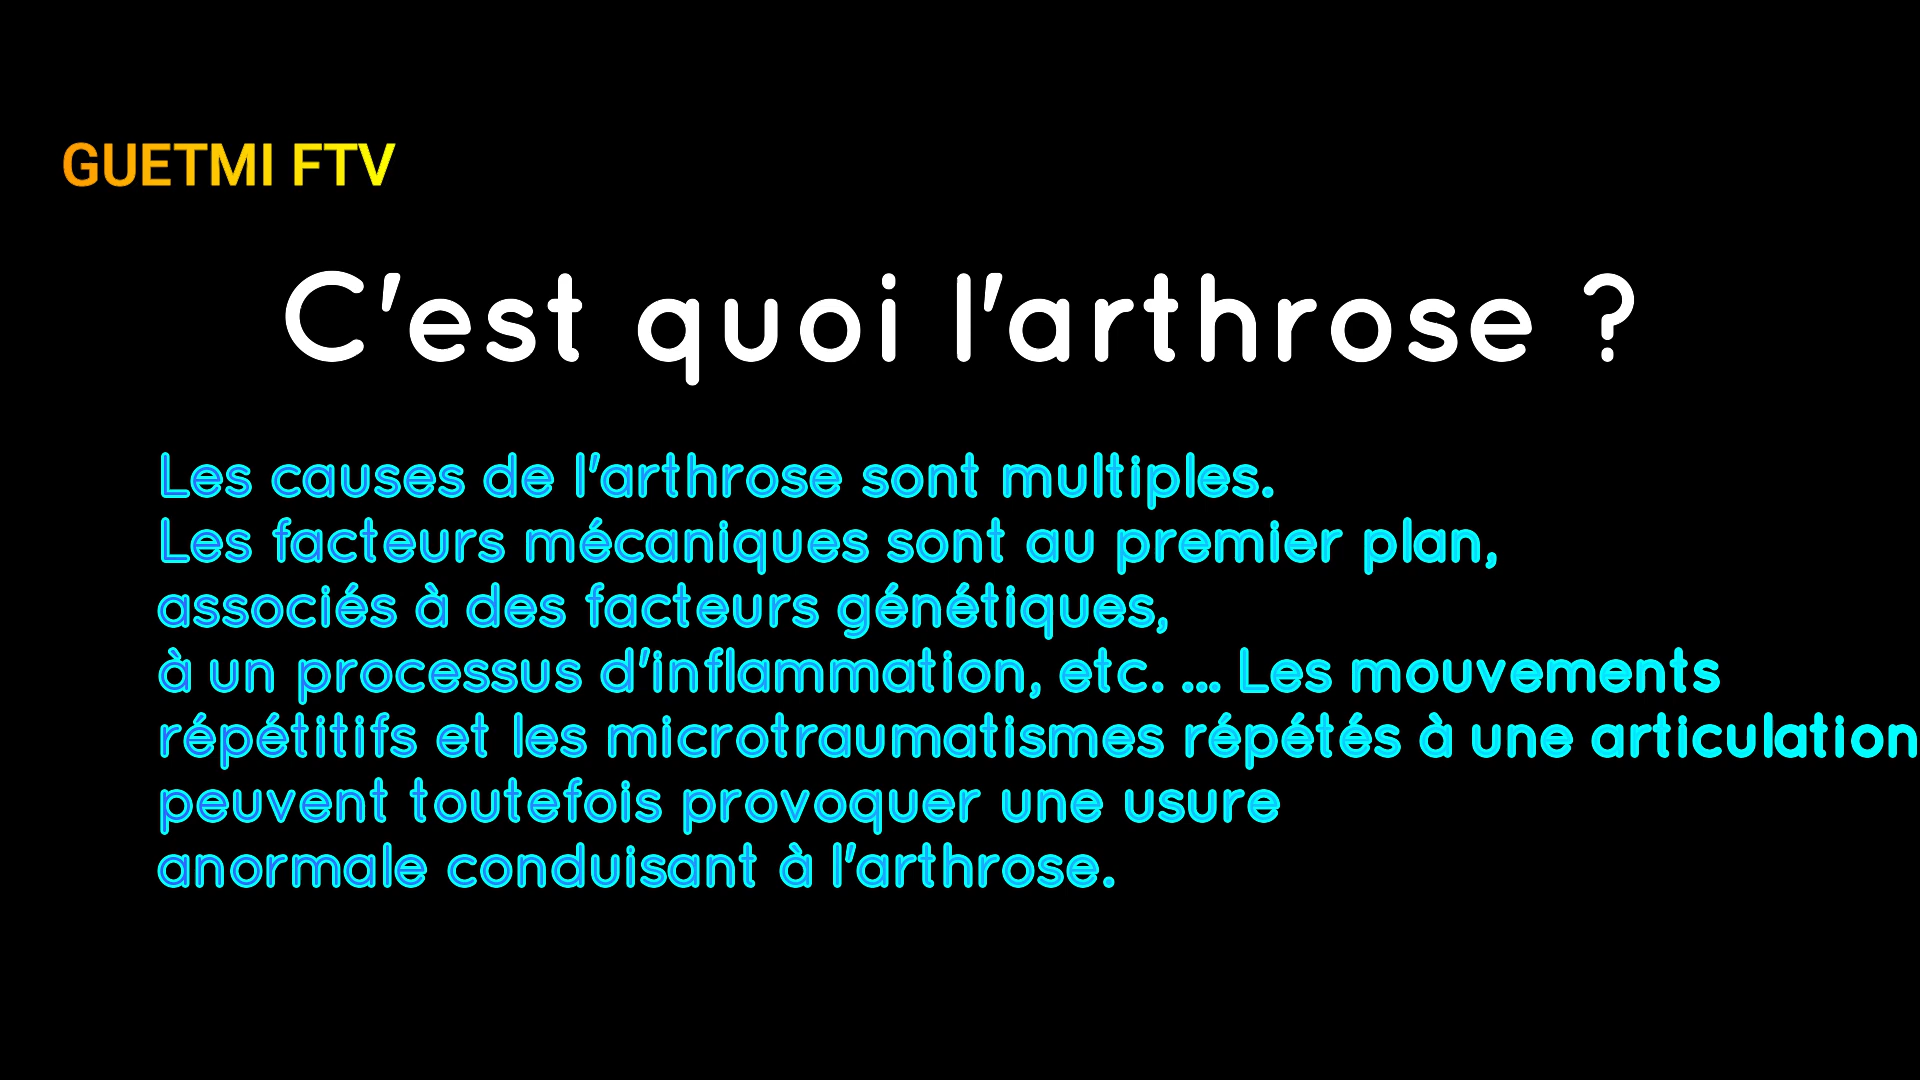 GUETMI FTV
C'est quoi l'arthrose ?
Les causes de l'arthrose sont multiples.
Les facteurs mécaniques sont au premier plan,
associés à des facteurs génétiques,
à un processus d'inflammation, etc. ... Les mouvements
répétitifs et les microtraumatismes répétés à une articulation
peuvent toutefois provoquer une usure
anormale conduisant à l'arthrose.